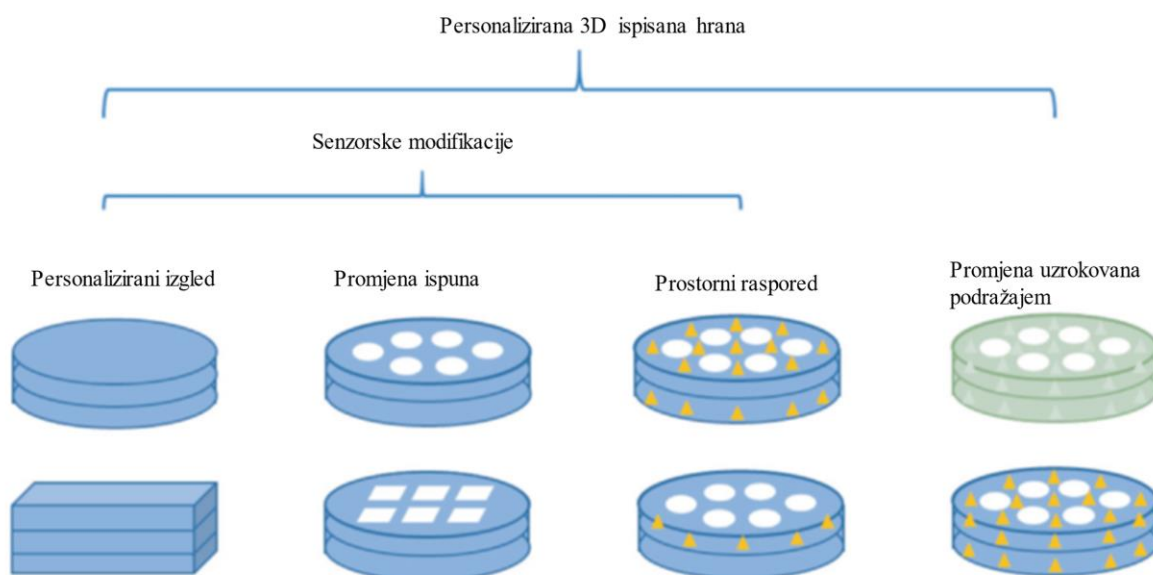 Personalizirana 3D ispisana hrana
Senzorske modifikacije
Personalizirani izgled
Promjena ispuna
Prostorni raspored
Promjena uzrokovana
podražajem